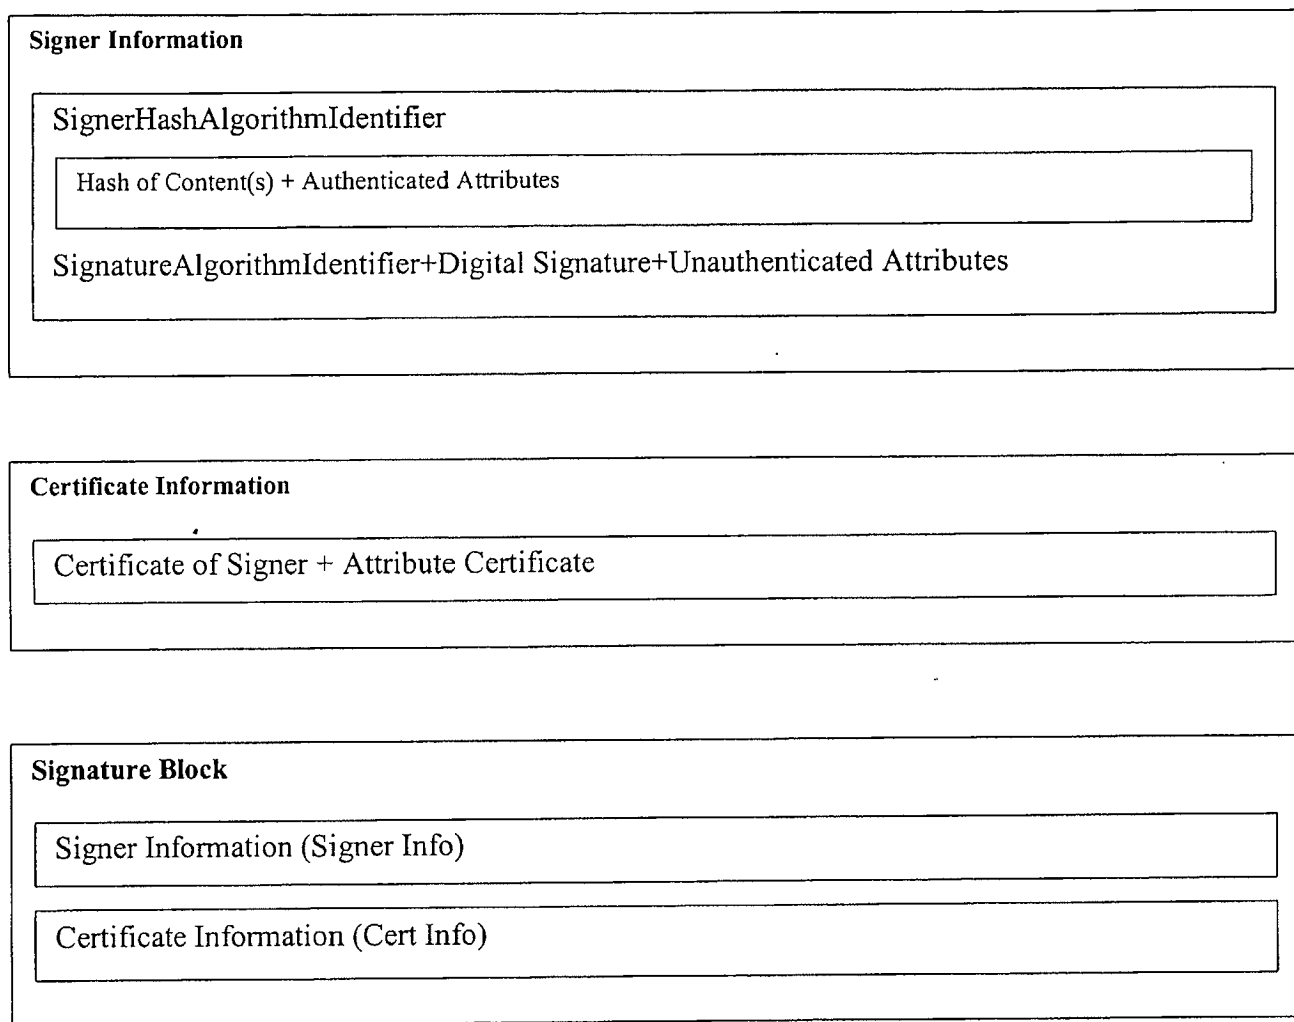 Signer Information
SignerHashAlgorithmIdentifier
Hash of Content(s) + Authenticated Attributes
SignatureAlgorithmIdentifier+Digital Signature+Unauthenticated Attributes
Certificate Information
Certificate of Signer + Attribute Certificate
Signature Block
Signer Information (Signer Info)
Certificate Information (Cert Info)